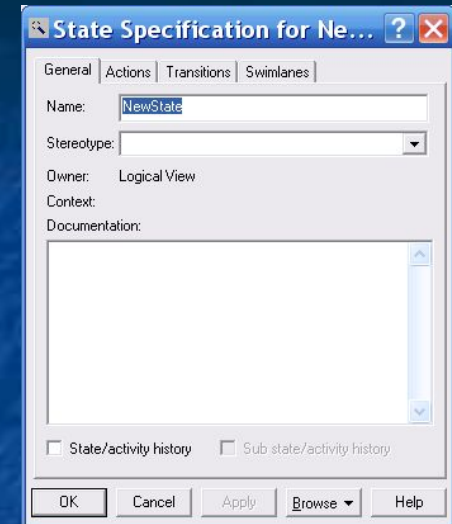 State Specification for Ne...
General Actions Transitions Swimlanes
Name: NewState
Stereotype:
Owner: Logical View
Context:
Documentation:
State/activity history Sub state/activity history
OK Cancel Apply Browse Help